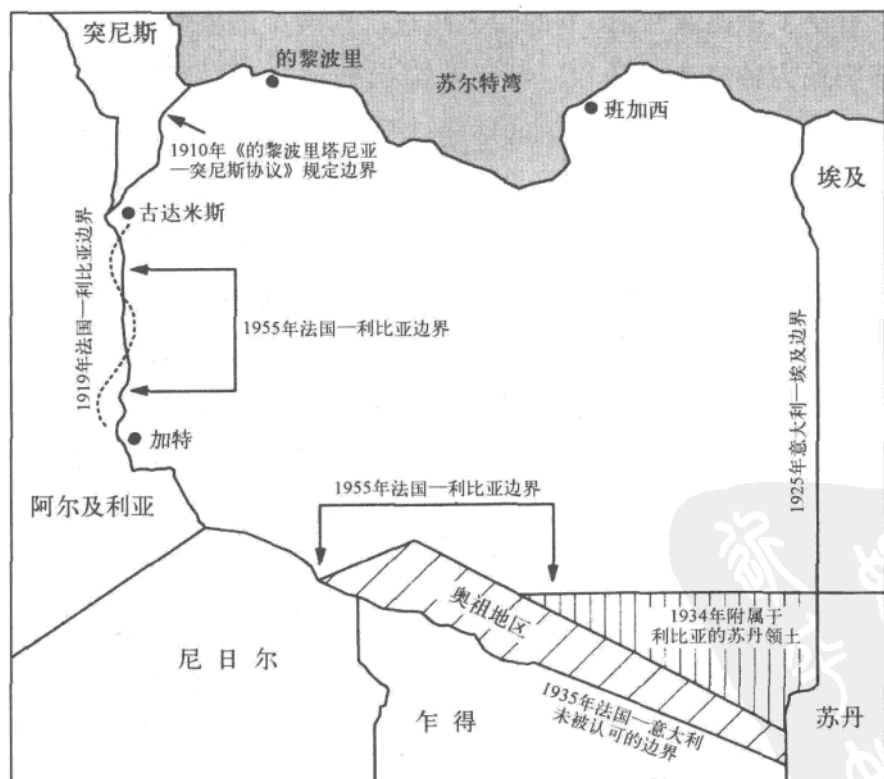 突尼斯
的黎波里
苏尔特湾
班加西
1910年《的黎波里塔尼亚
—突尼斯协议》规定边界
埃及
古达米斯
1919年法国—利比亚边界
1955年法国—利比亚边界
1925年意大利—埃及边界
加特
阿尔及利亚
1955年法国—利比亚边界
奥祖地区
1934年附属于
利比亚的苏丹领土
尼日尔
乍得
1935年法国—意大利
未被认可的边界
苏丹